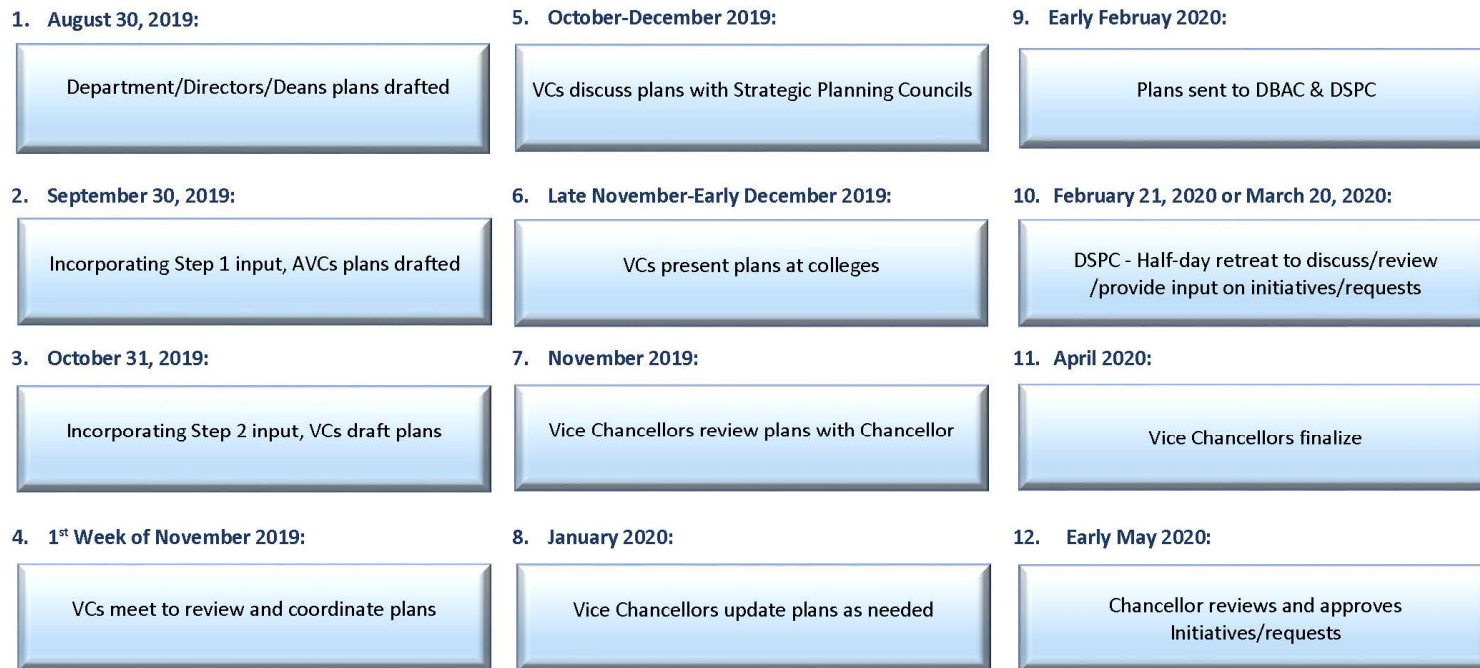 1. August 30, 2019:
Department/Directors/Deans plans drafted
2. September 30, 2019:
Incorporating Step 1 input, AVCs plans drafted
3. October 31, 2019:
Incorporating Step 2 input, VCs draft plans
4. 1st Week of November 2019:
VCs meet to review and coordinate plans
5. October-December 2019:
VCs discuss plans with Strategic Planning Councils
6. Late November-Early December 2019:
VCs present plans at colleges
7. November 2019:
Vice Chancellors review plans with Chancellor
8. January 2020:
Vice Chancellors update plans as needed
9. Early Februay 2020:
Plans sent to DBAC & DSPC
10. February 21, 2020 or March 20, 2020:
DSPC - Half-day retreat to discuss/review
/provide input on initiatives/requests
11. April 2020:
Vice Chancellors finalize
12. Early May 2020:
Chancellor reviews and approves
Initiatives/requests